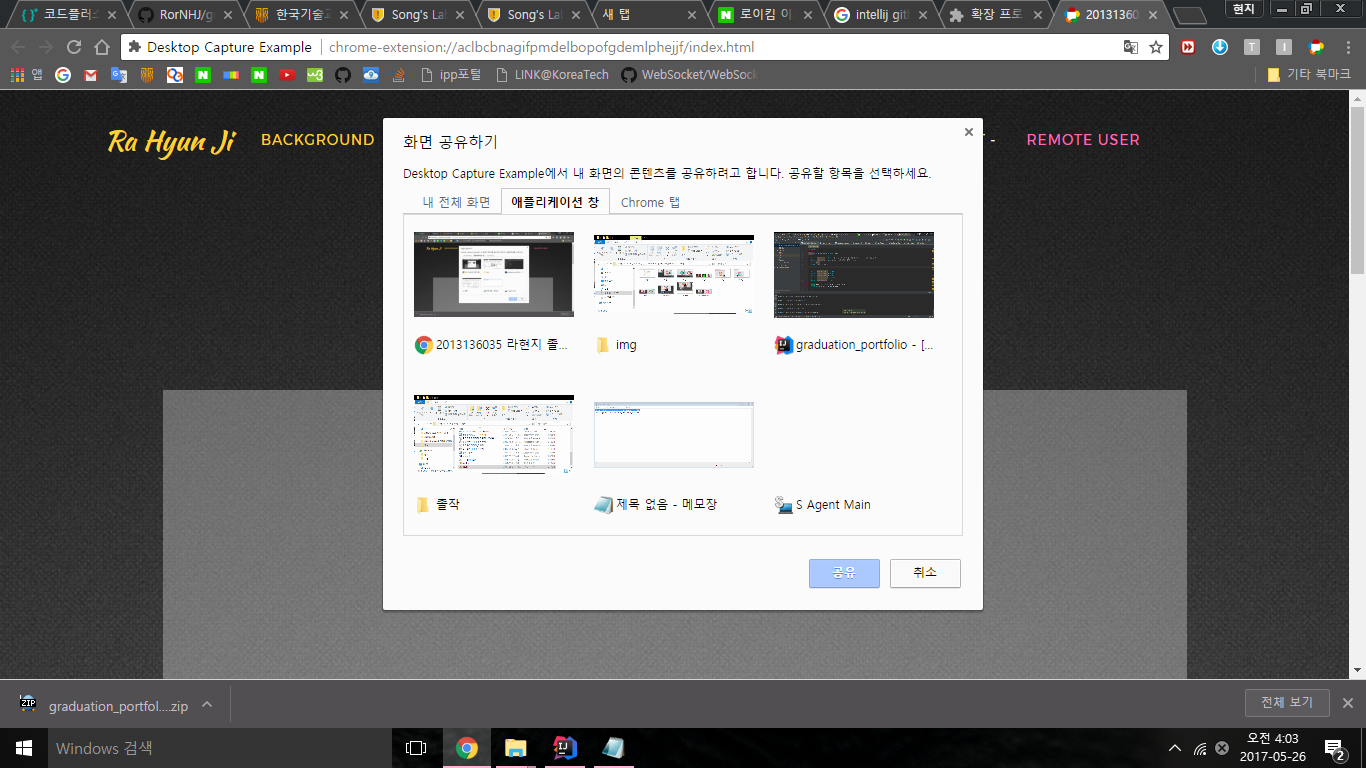 코드플러스
RorNHJ/g
한국기술교
Song's Lal
Song's Lal
새 탭
로이킴 이
intellij gitl
확장 프로
20131360
현지
Desktop Capture Example
chrome-extension://aclbcbnagifpmdelbopofgdemlphejjf/index.html
앱
ipp포털
LINK@KoreaTech
WebSocket/WebSock
기타 북마크
Ra Hyun Ji
BACKGROUND
-
REMOTE USER
화면 공유하기
Desktop Capture Example에서 내 화면의 콘텐츠를 공유하려고 합니다. 공유할 항목을 선택하세요.
내 전체 화면
애플리케이션 창
Chrome 탭
2013136035 라현지 졸...
img
graduation_portfolio - [...
졸작
제목 없음 - 메모장
S Agent Main
공유
취소
ZIP
graduation_portfol....zip
전체 보기
Windows 검색
오전 4:03
2017-05-26
2